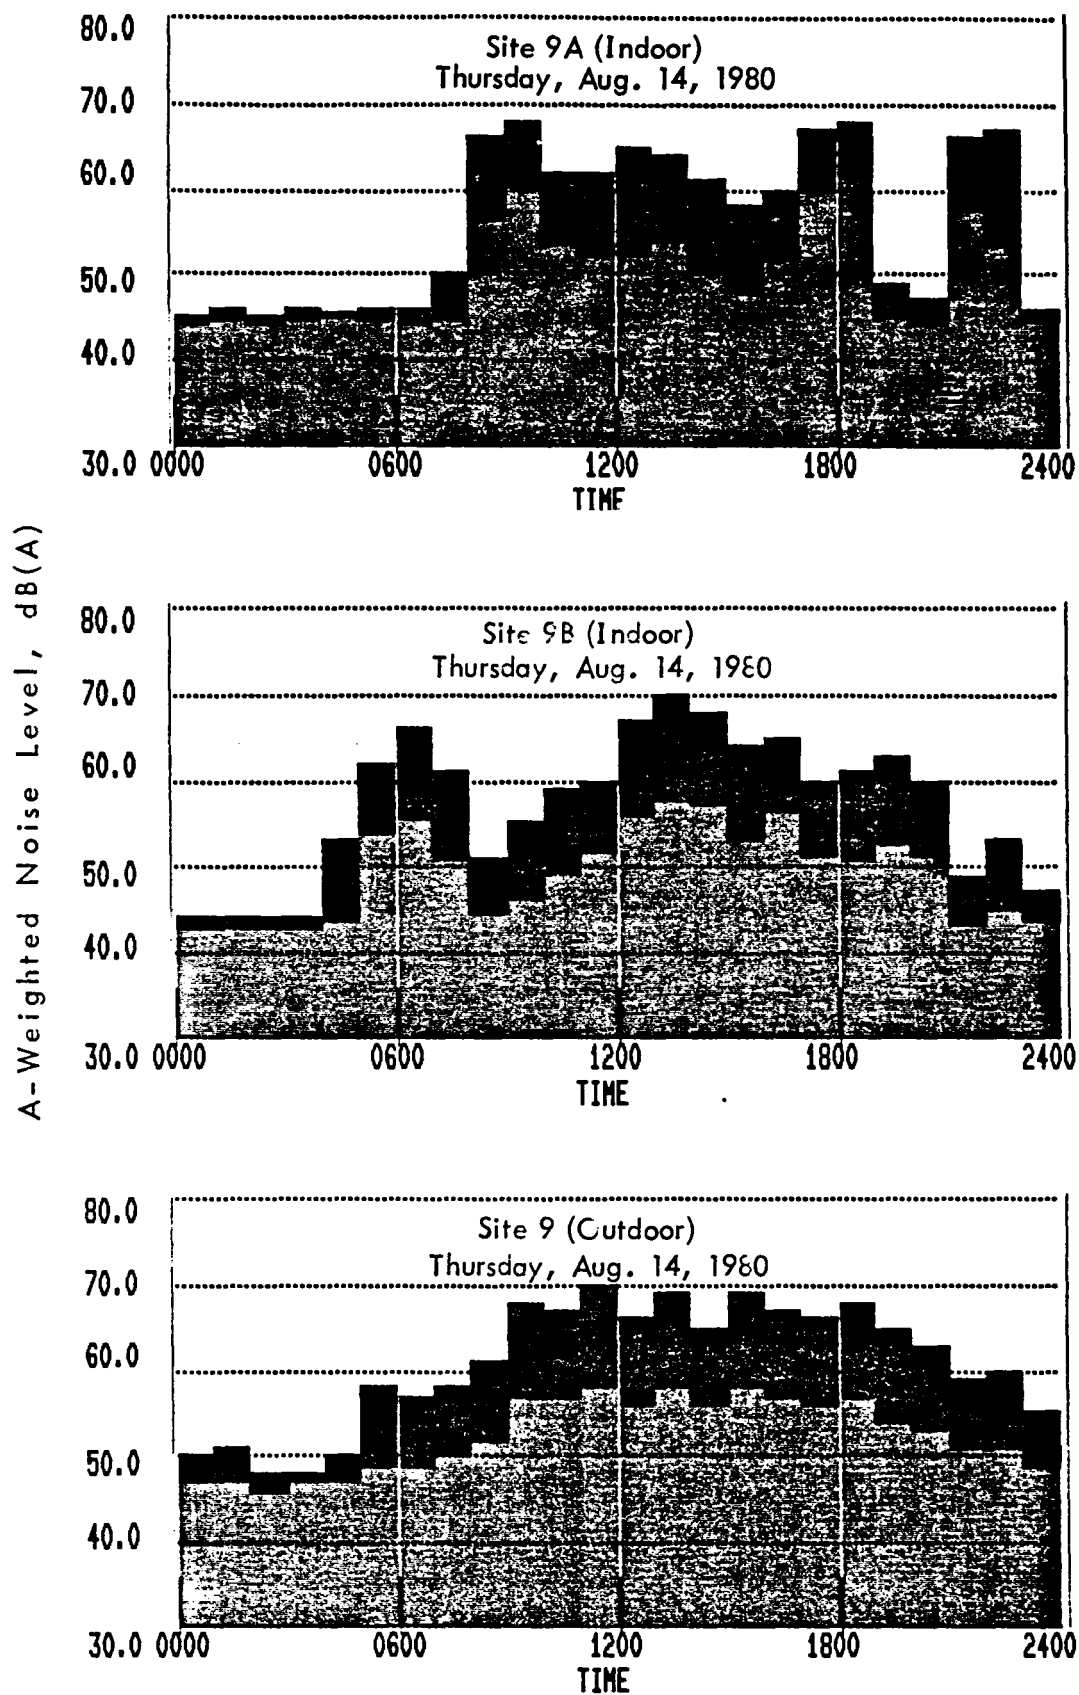 A-Weighted Noise Level, dB(A)
80.0
Site 9A (Indoor)
Thursday, Aug. 14, 1980
70.0
60.0
50.0
40.0
30.0 0000 0600 1200 1800 2400
TIME
80.0
Site 9B (Indoor)
Thursday, Aug. 14, 1980
70.0
60.0
50.0
40.0
30.0 0000 0600 1200 1800 2400
TIME
80.0
Site 9 (Outdoor)
Thursday, Aug. 14, 1980
70.0
60.0
50.0
40.0
30.0 0000 0600 1200 1800 2400
TIME